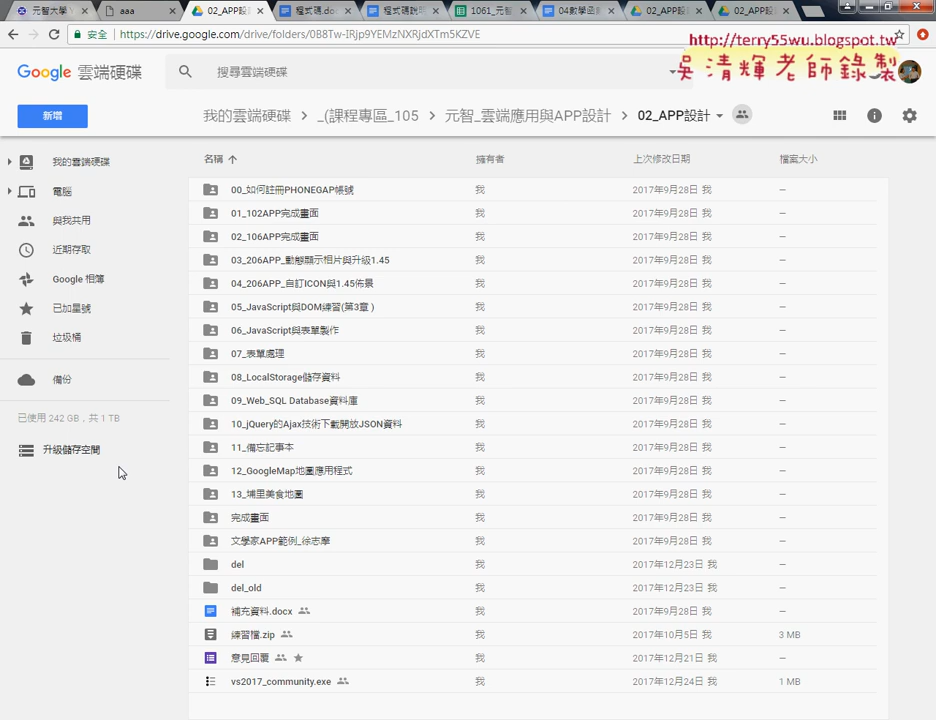 元智大學
aaa
02_APP設
程式碼.do
程式碼說明
1061_元智
04數學函數
02_APP設
02_APP設
安全 https://drive.google.com/drive/folders/0B8Tw-IRjp9YEMzNXRjdXTm5KZVE
http://terry55wu.blogspot.tw
吳清輝老師錄製
Google 雲端硬碟
搜尋雲端硬碟
新增
我的雲端硬碟 > _(課程專區_105 > 元智_雲端應用與APP設計 > 02_APP設計
名稱 擁有者 上次修改日期 檔案大小
我的雲端硬碟
電腦
與我共用
近期存取
Google 相簿
已加星號
垃圾桶
備份
已使用 242 GB，共 1 TB
升級儲存空間
00_如何註冊PHONEGAP帳號 我 2017年9月28日 我 –
01_102APP完成畫面 我 2017年9月28日 我 –
02_106APP完成畫面 我 2017年9月28日 我 –
03_206APP_動態顯示相片與升級1.45 我 2017年9月28日 我 –
04_206APP_自訂ICON與1.45佈景 我 2017年9月28日 我 –
05_JavaScript與DOM練習(第3章 ) 我 2017年9月28日 我 –
06_JavaScript與表單製作 我 2017年9月28日 我 –
07_表單處理 我 2017年9月28日 我 –
08_LocalStorage儲存資料 我 2017年9月28日 我 –
09_Web_SQL Database資料庫 我 2017年9月28日 我 –
10_jQuery的Ajax技術下載開放JSON資料 我 2017年9月28日 我 –
11_備忘記事本 我 2017年9月28日 我 –
12_GoogleMap地圖應用程式 我 2017年9月28日 我 –
13_埔里美食地圖 我 2017年9月28日 我 –
完成畫面 我 2017年9月28日 我 –
文學家APP範例_徐志摩 我 2017年9月28日 我 –
del 我 2017年12月23日 我 –
del_old 我 2017年12月23日 我 –
補充資料.docx 我 2017年9月28日 我 –
練習檔.zip 我 2017年10月5日 我 3 MB
意見回覆 我 2017年12月21日 我 –
vs2017_community.exe 我 2017年12月24日 我 1 MB